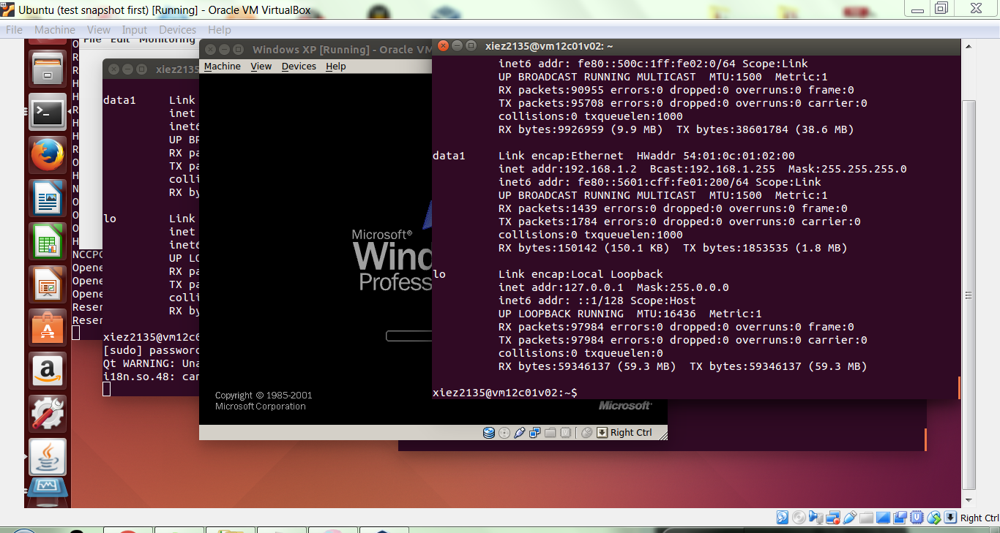 Ubuntu (test snapshot first) [Running] - Oracle VM VirtualBox
File Machine View Input Devices Help
File Edit Monitoring
NCCPO
Opene
Opene
Opene
Reser
Reser
xiez2135
data1 Link
inet
inet6
UP BR
RX pa
TX pa
colli
RX by
lo Link
inet
inet6
UP LO
RX pa
TX pa
colli
RX by
xiez2135@vm12c0
[sudo] password
Qt WARNING: Una
i18n.so.48: can
Windows XP [Running] - Oracle VM
Machine View Devices Help
Microsoft®
Wind
Profess
Copyright © 1985-2001
Microsoft Corporation
Microsoft
Right Ctrl
xiez2135@vm12c01v02: ~
inet6 addr: fe80::500c:1ff:fe02:0/64 Scope:Link
UP BROADCAST RUNNING MULTICAST MTU:1500 Metric:1
RX packets:90955 errors:0 dropped:0 overruns:0 frame:0
TX packets:95708 errors:0 dropped:0 overruns:0 carrier:0
collisions:0 txqueuelen:1000
RX bytes:9926959 (9.9 MB) TX bytes:38601784 (38.6 MB)
data1 Link encap:Ethernet HWaddr 54:01:0c:01:02:00
inet addr:192.168.1.2 Bcast:192.168.1.255 Mask:255.255.255.0
inet6 addr: fe80::5601:cff:fe01:200/64 Scope:Link
UP BROADCAST RUNNING MULTICAST MTU:1500 Metric:1
RX packets:1439 errors:0 dropped:0 overruns:0 frame:0
TX packets:1784 errors:0 dropped:0 overruns:0 carrier:0
collisions:0 txqueuelen:1000
RX bytes:150142 (150.1 KB) TX bytes:1853535 (1.8 MB)
lo Link encap:Local Loopback
inet addr:127.0.0.1 Mask:255.0.0.0
inet6 addr: ::1/128 Scope:Host
UP LOOPBACK RUNNING MTU:16436 Metric:1
RX packets:97984 errors:0 dropped:0 overruns:0 frame:0
TX packets:97984 errors:0 dropped:0 overruns:0 carrier:0
collisions:0 txqueuelen:0
RX bytes:59346137 (59.3 MB) TX bytes:59346137 (59.3 MB)
xiez2135@vm12c01v02:~$
Right Ctrl